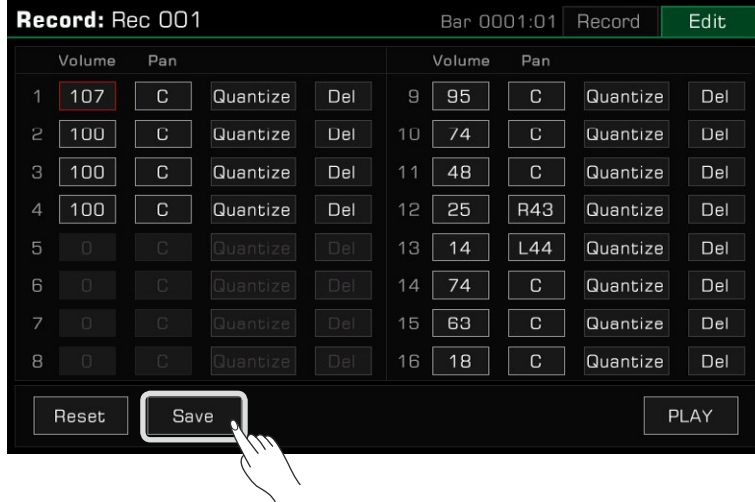 Record: Rec 001 Bar 0001:01 Record Edit
Volume Pan Volume Pan
1 107 C Quantize Del 9 95 C Quantize Del
2 100 C Quantize Del 10 74 C Quantize Del
3 100 C Quantize Del 11 48 C Quantize Del
4 100 C Quantize Del 12 25 R43 Quantize Del
5 0 C Quantize Del 13 14 L44 Quantize Del
6 0 C Quantize Del 14 74 C Quantize Del
7 0 C Quantize Del 15 63 C Quantize Del
8 0 C Quantize Del 16 18 C Quantize Del
Reset Save PLAY